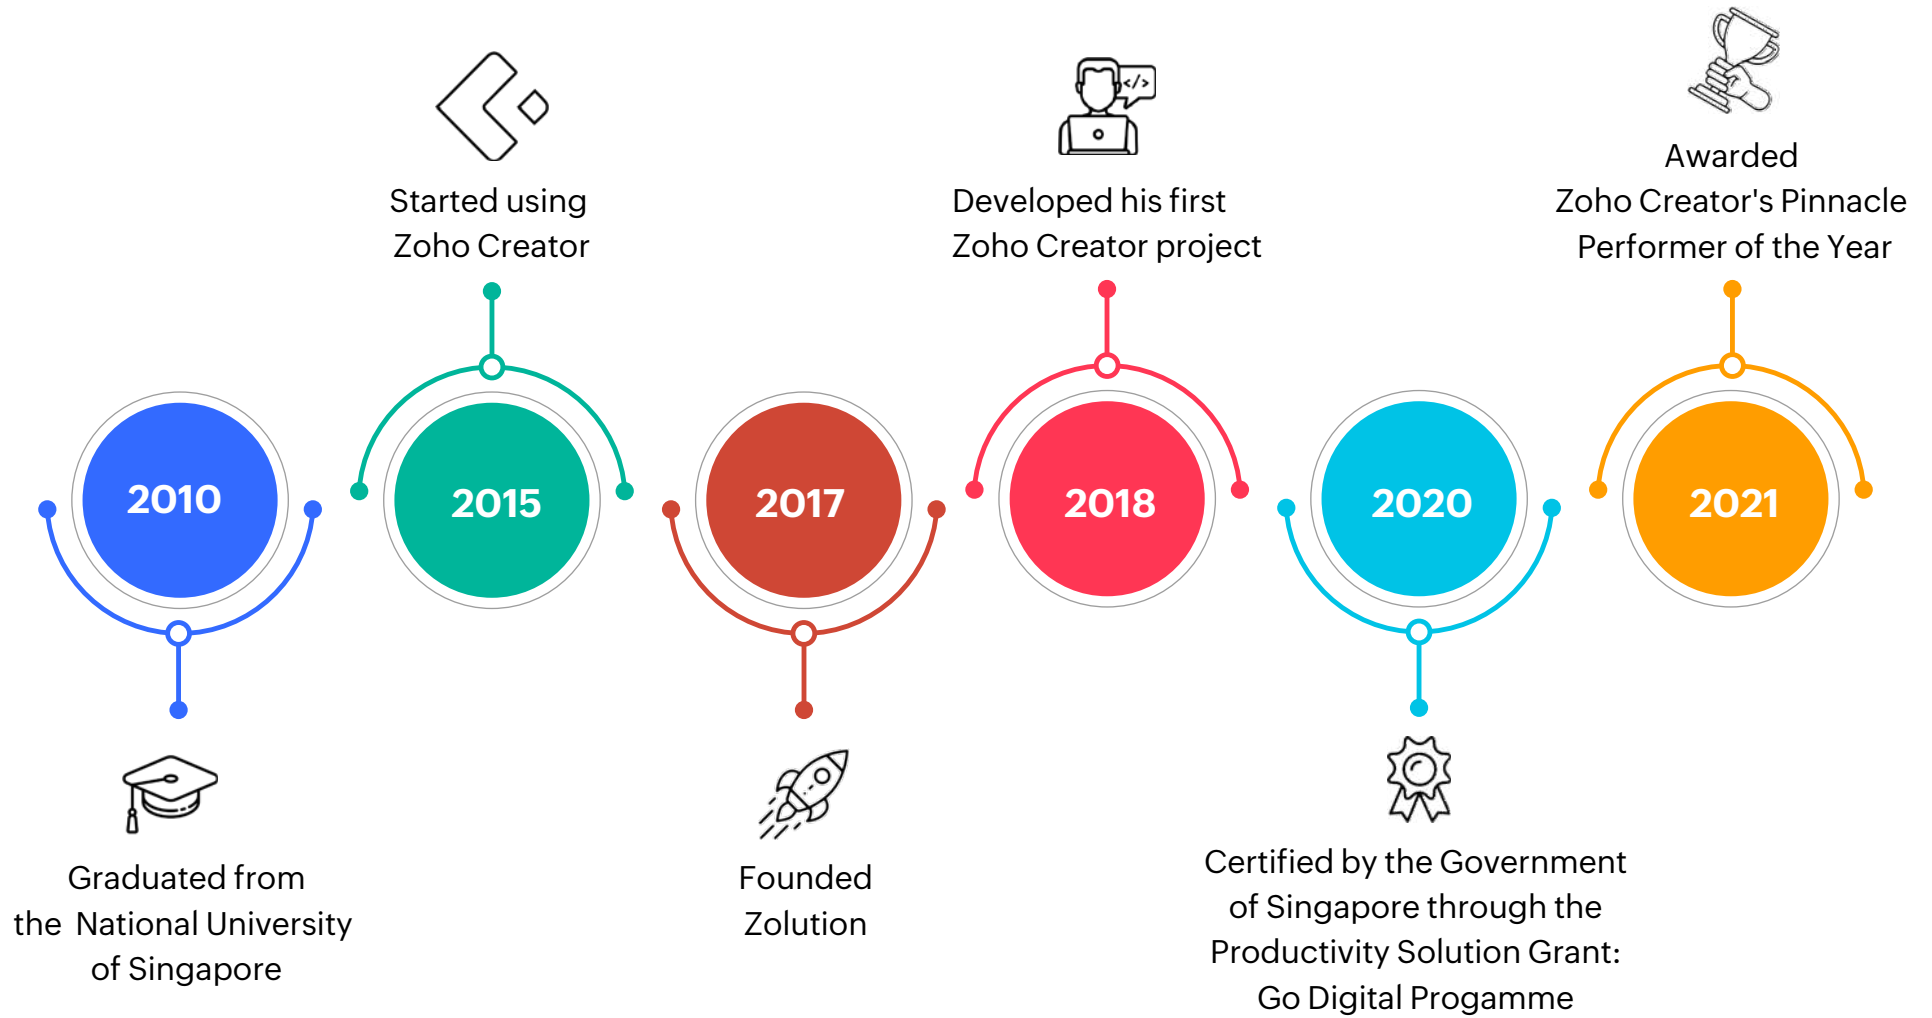 2010
Graduated from
the National University
of Singapore
Started using
Zoho Creator
2015
2017
Founded
Zolution
</>
Developed his first
Zoho Creator project
2018
2020
Certified by the Government
of Singapore through the
Productivity Solution Grant:
Go Digital Progamme
Awarded
Zoho Creator's Pinnacle
Performer of the Year
2021